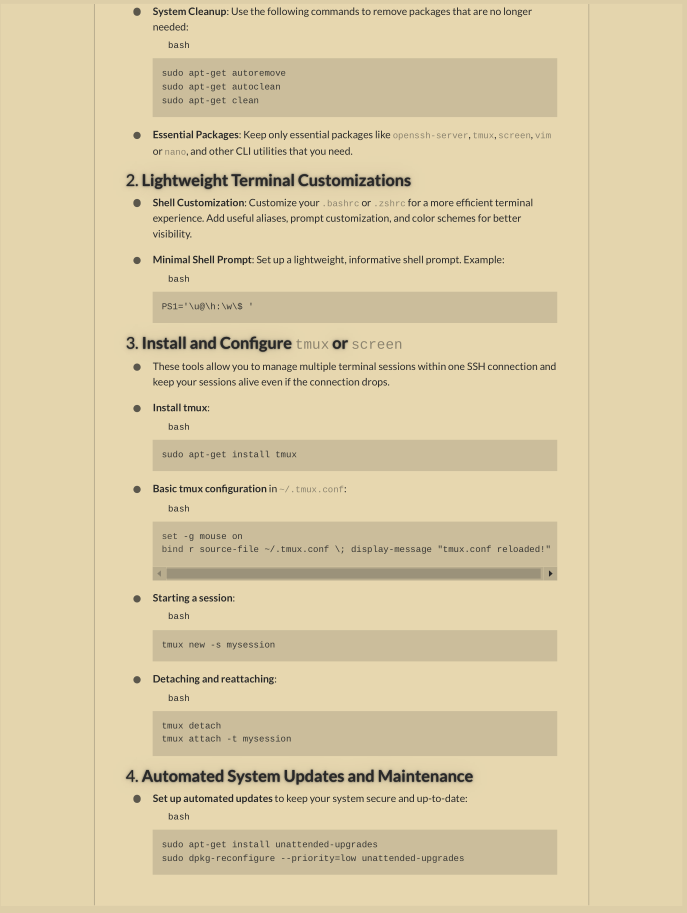 System Cleanup: Use the following commands to remove packages that are no longer
needed:
bash
sudo apt-get autoremove
sudo apt-get autoclean
sudo apt-get clean
Essential Packages: Keep only essential packages like openssh-server, tmux, screen, vim
or nano, and other CLI utilities that you need.
2. Lightweight Terminal Customizations
Shell Customization: Customize your .bashrc or .zshrc for a more efficient terminal
experience. Add useful aliases, prompt customization, and color schemes for better
visibility.
Minimal Shell Prompt: Set up a lightweight, informative shell prompt. Example:
bash
PS1='\u@\h:\w\$ '
3. Install and Configure tmux or screen
These tools allow you to manage multiple terminal sessions within one SSH connection and
keep your sessions alive even if the connection drops.
Install tmux:
bash
sudo apt-get install tmux
Basic tmux configuration in ~/.tmux.conf:
bash
set -g mouse on
bind r source-file ~/.tmux.conf \; display-message "tmux.conf reloaded!"
Starting a session:
bash
tmux new -s mysession
Detaching and reattaching:
bash
tmux detach
tmux attach -t mysession
4. Automated System Updates and Maintenance
Set up automated updates to keep your system secure and up-to-date:
bash
sudo apt-get install unattended-upgrades
sudo dpkg-reconfigure --priority=low unattended-upgrades